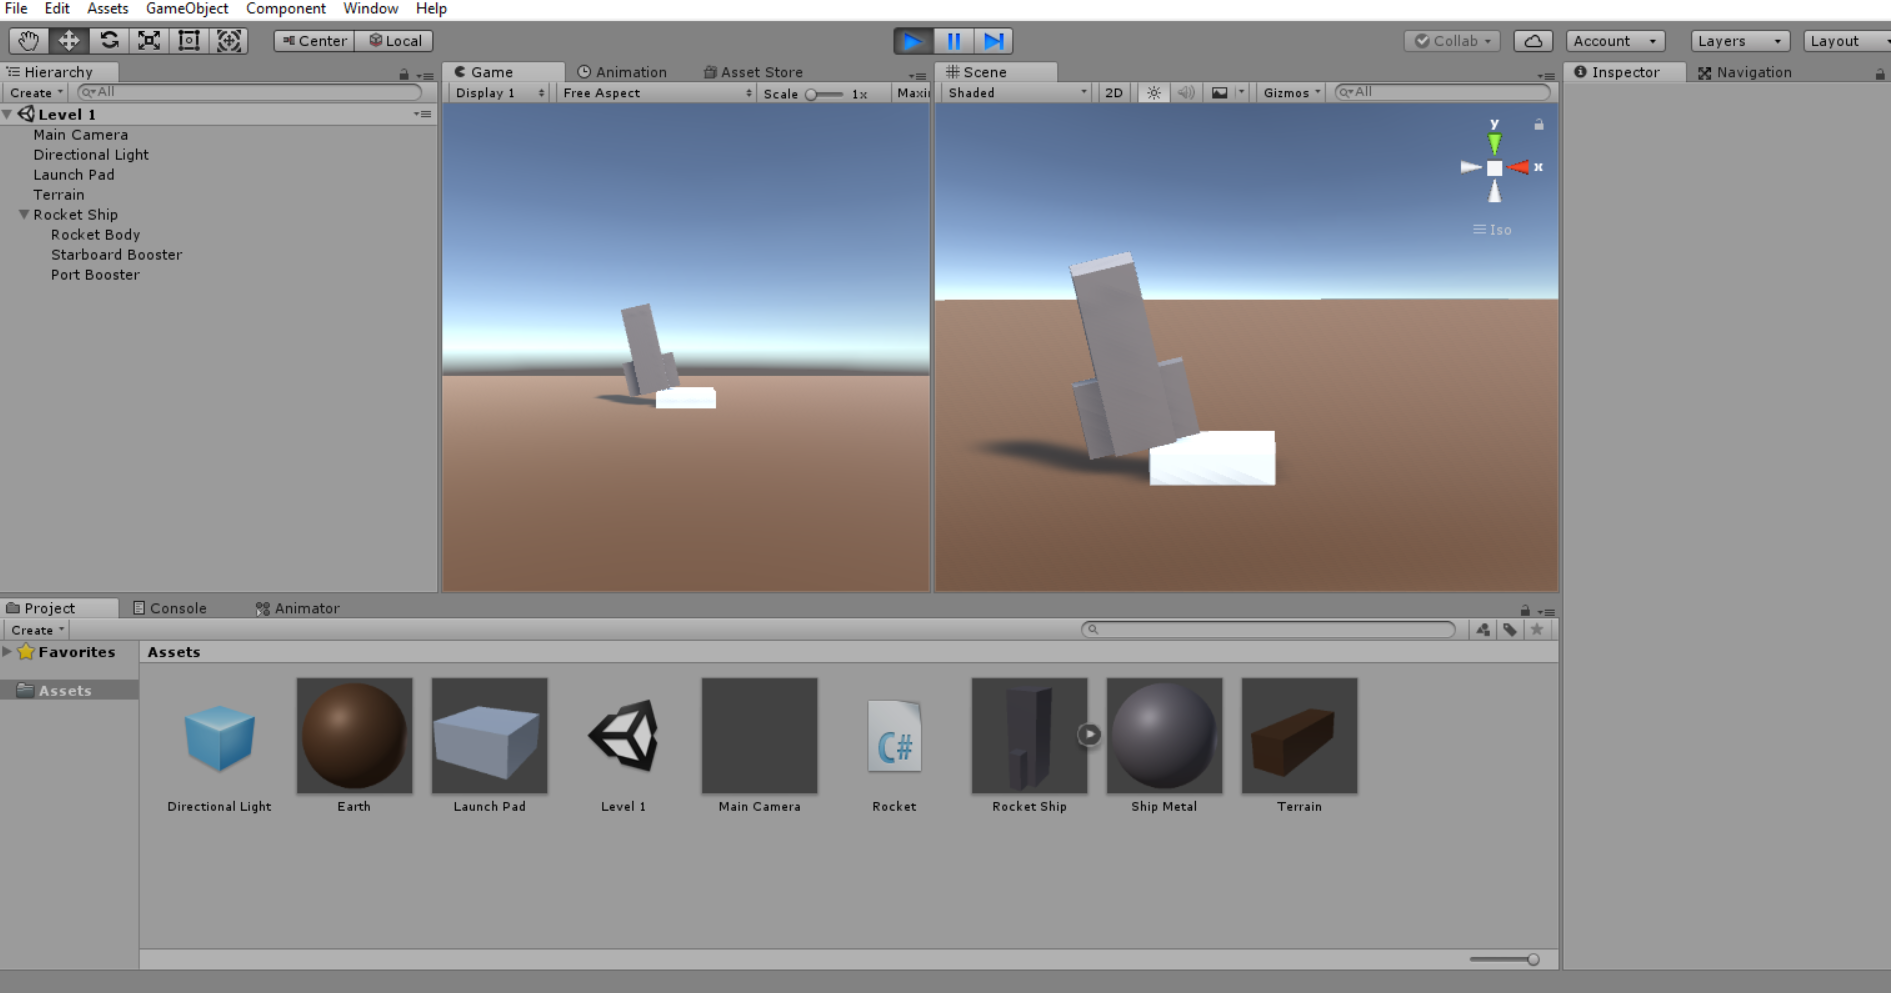 File Edit Assets GameObject Component Window Help
Center Local Collab Account Layers Layout
Hierarchy
Create All
Level 1
Main Camera
Directional Light
Launch Pad
Terrain
Rocket Ship
Rocket Body
Starboard Booster
Port Booster
Game Animation Asset Store
Display 1 Free Aspect Scale 1x Maxi
Scene
Shaded 2D Gizmos All
y
x
Iso
Inspector Navigation
Project Console Animator
Create
Favorites
Assets
Assets
Directional Light Earth Launch Pad Level 1 Main Camera C# Rocket Rocket Ship Ship Metal Terrain